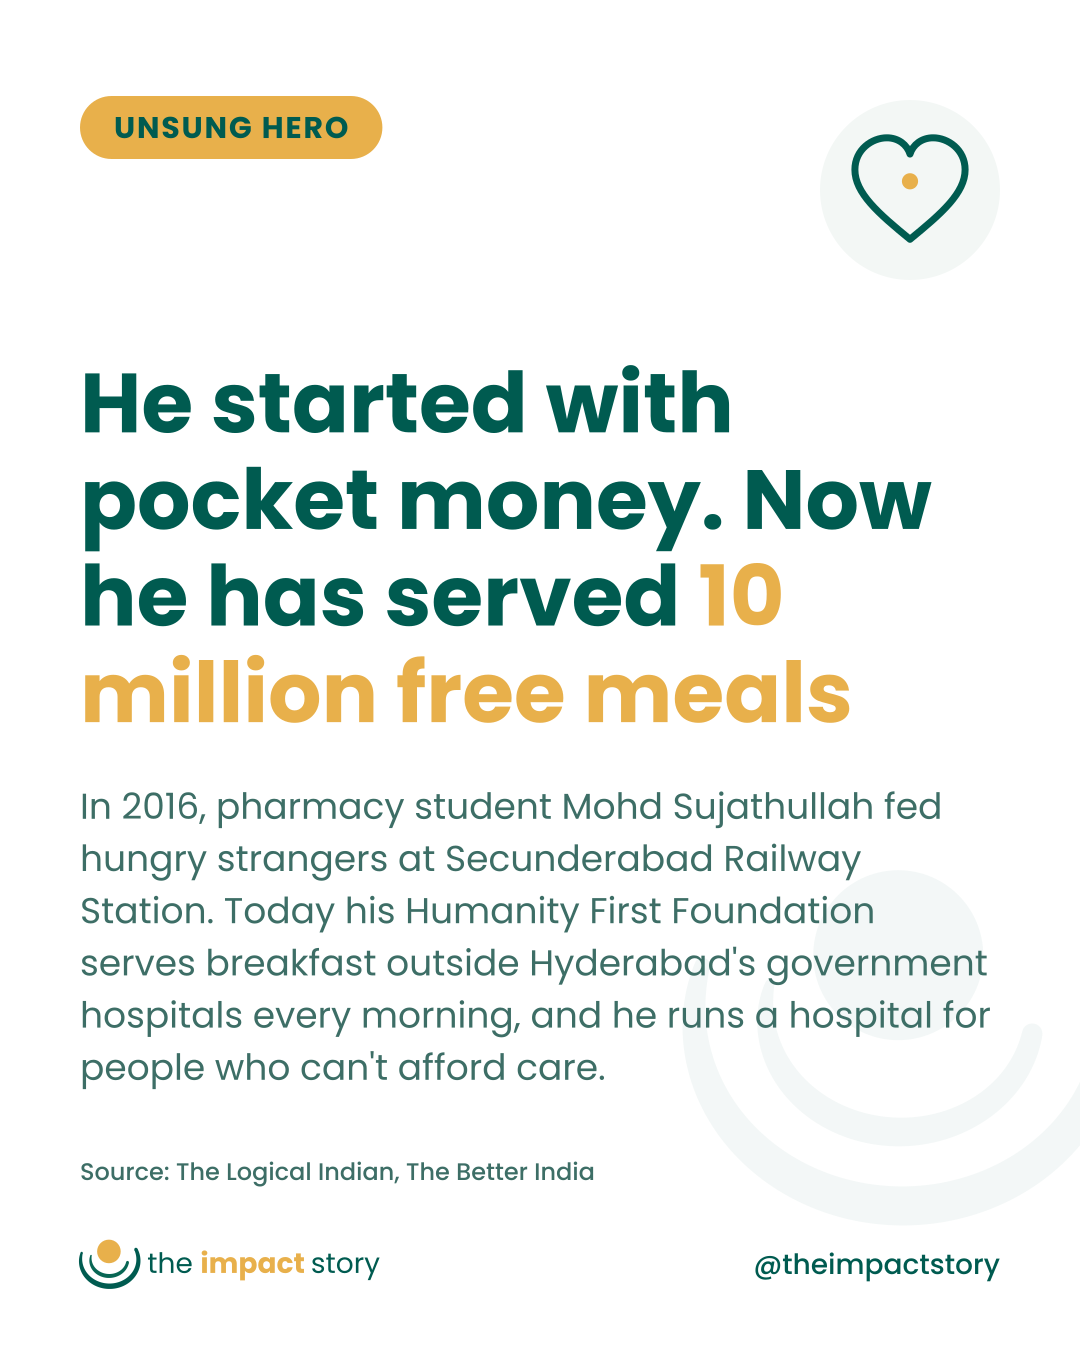 UNSUNG HERO
He started with
pocket money. Now
he has served 10
million free meals
In 2016, pharmacy student Mohd Sujathullah fed
hungry strangers at Secunderabad Railway
Station. Today his Humanity First Foundation
serves breakfast outside Hyderabad's government
hospitals every morning, and he runs a hospital for
people who can't afford care.
Source: The Logical Indian, The Better India
the impact story
@theimpactstory